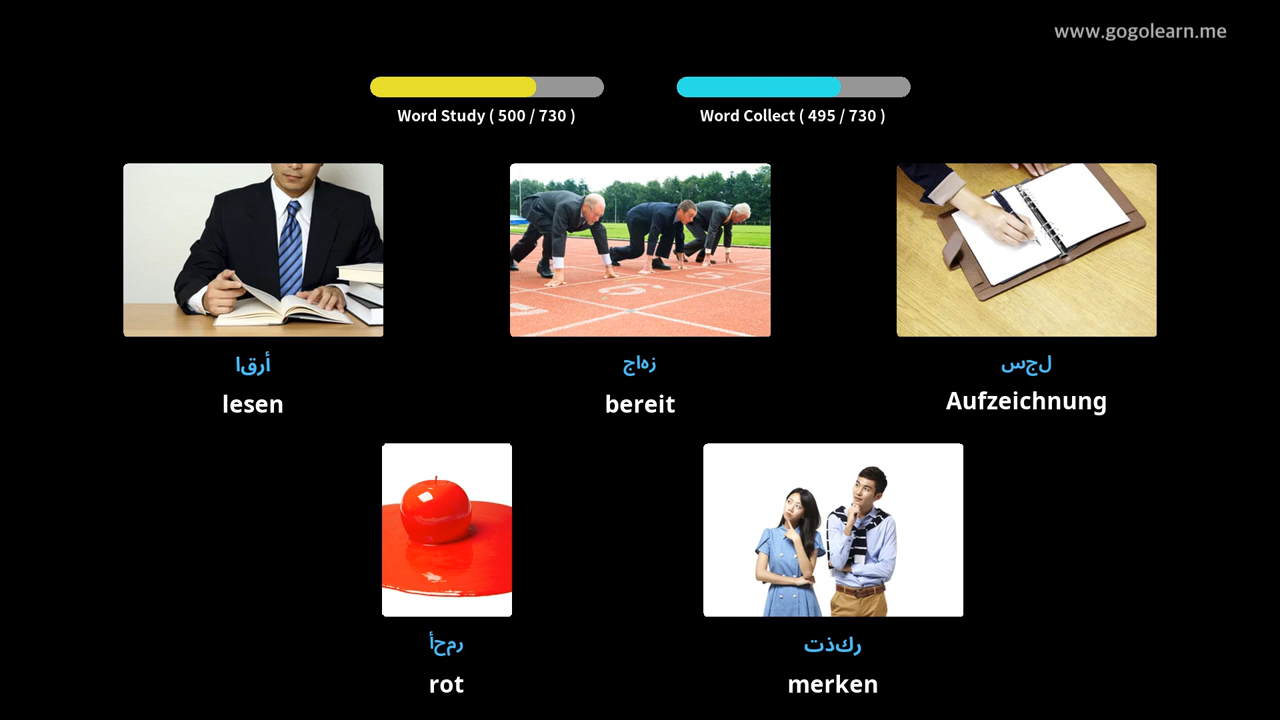 www.gogolearn.me
Word Study ( 500 / 730 )
Word Collect ( 495 / 730 )
أرقا
lesen
زهاج
bereit
لجس
Aufzeichnung
رمحأ
rot
ركذت
merken